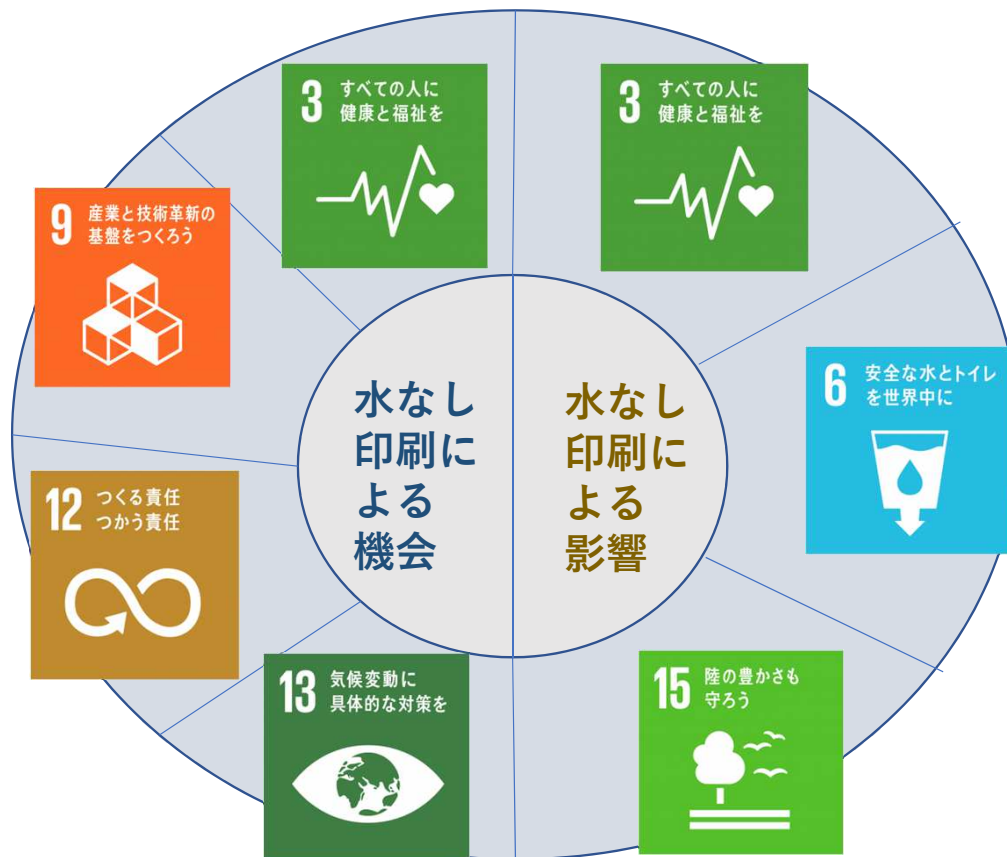 3
すべての人に
健康と福祉を
3
すべての人に
健康と福祉を
9
産業と技術革新の
基盤をつくろう
6
安全な水とトイレ
を世界中に
水なし
印刷に
よる
機会
水なし
印刷に
よる
影響
12
つくる責任
つかう責任
13
気候変動に
具体的な対策を
15
陸の豊かさも
守ろう